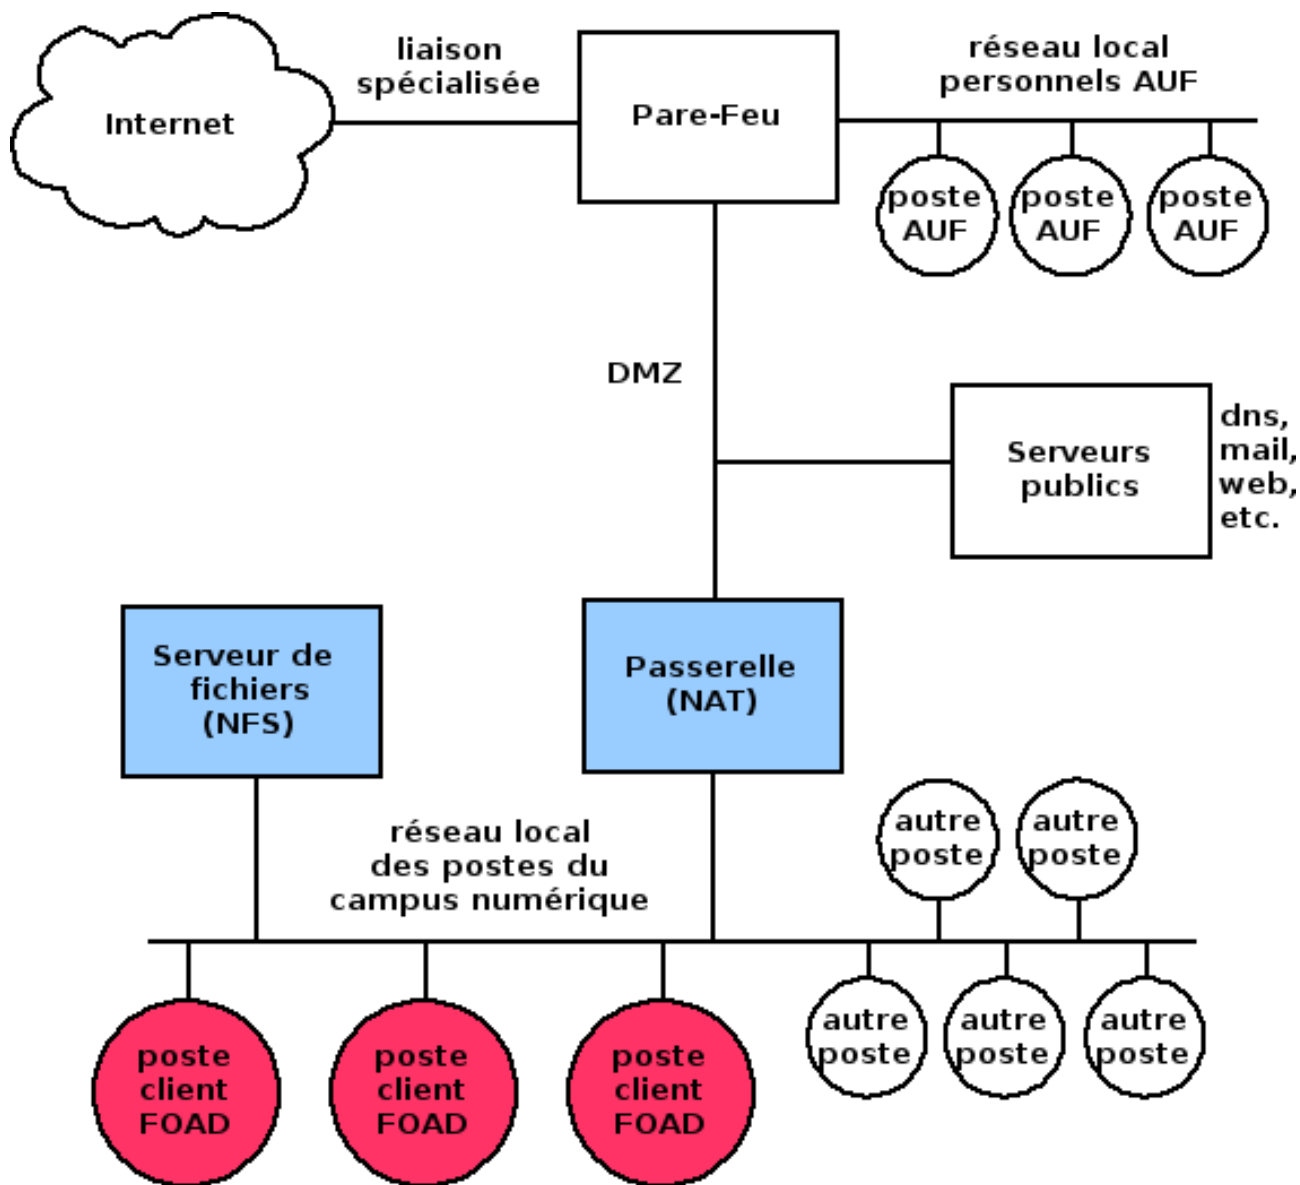 liaison
spécialisée
Internet
Pare-Feu
réseau local
personnels AUF
poste
AUF
poste
AUF
poste
AUF
DMZ
Serveurs
publics
dns,
mail,
web,
etc.
Serveur de
fichiers
(NFS)
Passerelle
(NAT)
réseau local
des postes du
campus numérique
autre
poste
autre
poste
poste
client
FOAD
poste
client
FOAD
poste
client
FOAD
autre
poste
autre
poste
autre
poste